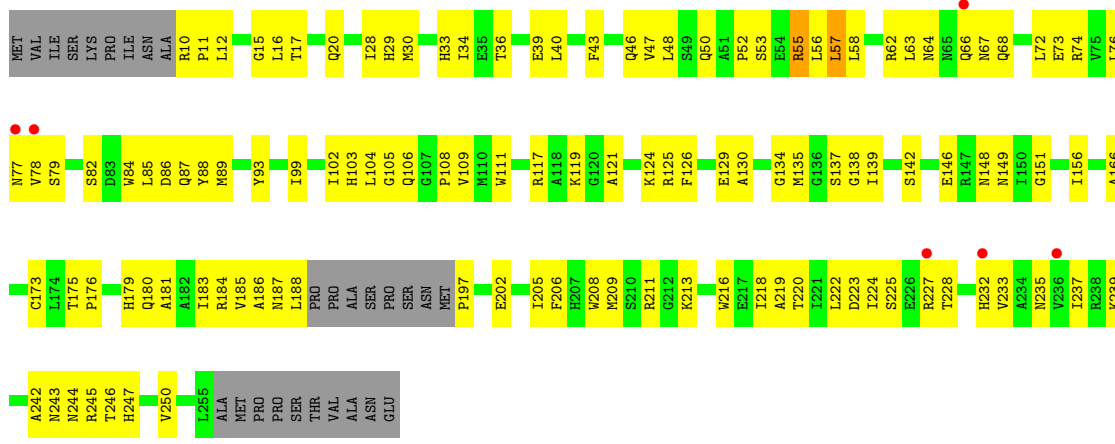 MET VAL ILE SER LYS PRO ILE ASN ALA R10 P11 L12 G15 L16 T17 Q20 I28 H29 M30 H33 I34 E35 T36 E39 L40 F43 Q46 V47 L48 S49 Q50 A51 P52 S53 E54 R55 L56 L57 L58 R62 L63 N64 N65 Q66 N67 Q68 L72 E73 R74 V75 L76
N77 V78 S79 S82 D83 W84 L85 D86 Q87 Y88 M89 Y93 I99 I102 H103 L104 G105 Q106 G107 P108 V109 M110 W111 R117 A118 K119 G120 A121 K124 R125 F126 E129 A130 G134 M135 G136 S137 G138 I139 S142 E146 R147 N148 N149 I150 G151 I156 A166
C173 L174 T175 P176 H179 Q180 A181 A182 I183 R184 V185 A186 N187 L188 PRO PRO ALA SER PRO SER ASN MET P197 E202 I205 F206 H207 W208 M209 S210 R211 G212 K213 W216 E217 I218 A219 T220 I221 L222 D223 I224 S225 E226 R227 T228 H232 V233 A234 N235 V236 I237 R238 K239
A242 N243 N244 R245 T246 H247 V250 L255 ALA MET PRO PRO SER THR VAL ALA ASN GLU